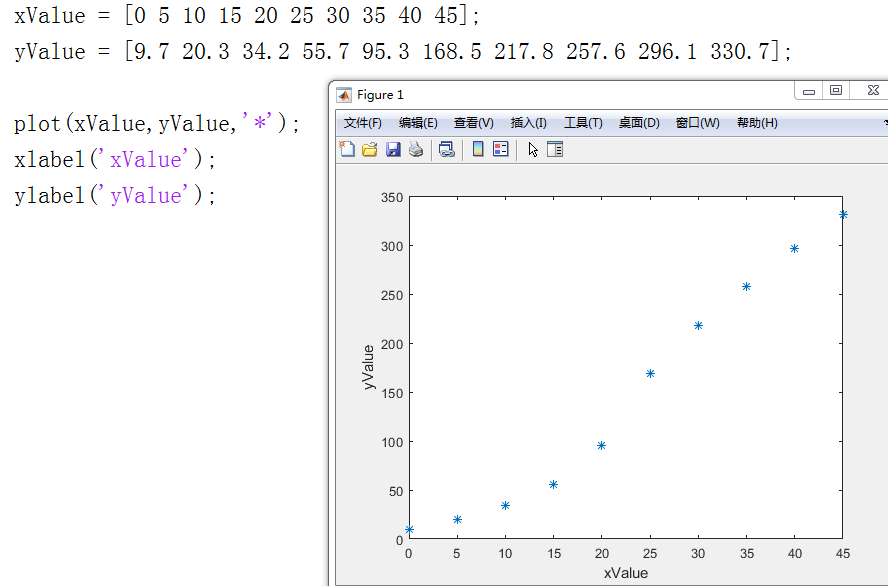 xValue = [0 5 10 15 20 25 30 35 40 45];
yValue = [9.7 20.3 34.2 55.7 95.3 168.5 217.8 257.6 296.1 330.7];
plot(xValue,yValue,'*');
xlabel('xValue');
ylabel('yValue');
Figure 1
文件(F) 编辑(E) 查看(V) 插入(I) 工具(T) 桌面(D) 窗口(W) 帮助(H)
350
300
250
200
150
100
50
0
yValue
0 5 10 15 20 25 30 35 40 45
xValue